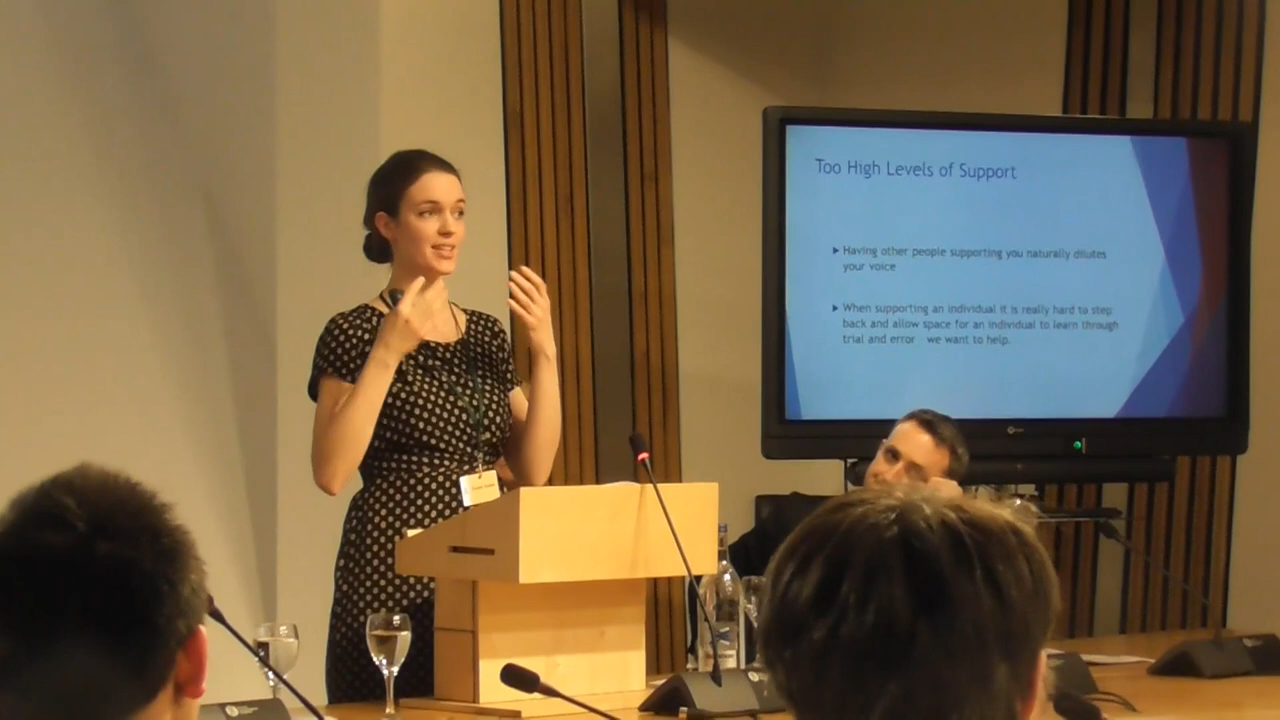 Too High Levels of Support
Having other people supporting you naturally dilutes
your voice
When supporting an individual it is really hard to step
back and allow space for an individual to learn through
trial and error we want to help.